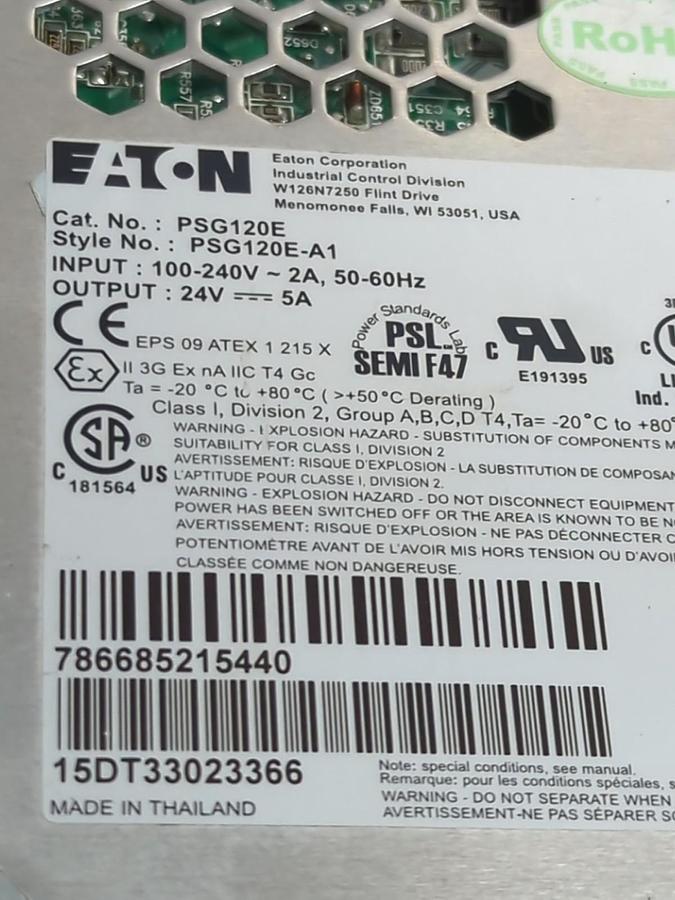 RoH
D652
R557
C351
EATON
Eaton Corporation
Industrial Control Division
W126N7250 Flint Drive
Menomonee Falls, WI 53051, USA
Cat. No. : PSG120E
Style No. : PSG120E-A1
INPUT : 100-240V ~ 2A, 50-60Hz
OUTPUT : 24V ⎓ 5A
CE EPS 09 ATEX 1 215 X
Power Standards Lab
PSL
SEMI F47
C RU US
E191395
C
Ind.
Ex II 3G Ex nA IIC T4 Gc
Ta = -20 °C to +80°C ( >+50°C Derating )
Class I, Division 2, Group A,B,C,D T4,Ta= -20°C to +80°
C SA ® US
181564
WARNING - EXPLOSION HAZARD - SUBSTITUTION OF COMPONENTS M
SUITABILITY FOR CLASS I, DIVISION 2
AVERTISSEMENT: RISQUE D'EXPLOSION - LA SUBSTITUTION DE COMPOSAN
L'APTITUDE POUR CLASSE I, DIVISION 2.
WARNING - EXPLOSION HAZARD - DO NOT DISCONNECT EQUIPMENT
POWER HAS BEEN SWITCHED OFF OR THE AREA IS KNOWN TO BE N
AVERTISSEMENT: RISQUE D'EXPLOSION - NE PAS DÉCONNECTER
POTENTIOMÈTRE AVANT DE L'AVOIR MIS HORS TENSION OU D'AVOI
CLASSÉE COMME NON DANGEREUSE.
786685215440
15DT33023366
MADE IN THAILAND
Note: special conditions, see manual.
Remarque: pour les conditions spéciales, s
WARNING - DO NOT SEPARATE WHEN
AVERTISSEMENT-NE PAS SÉPARER